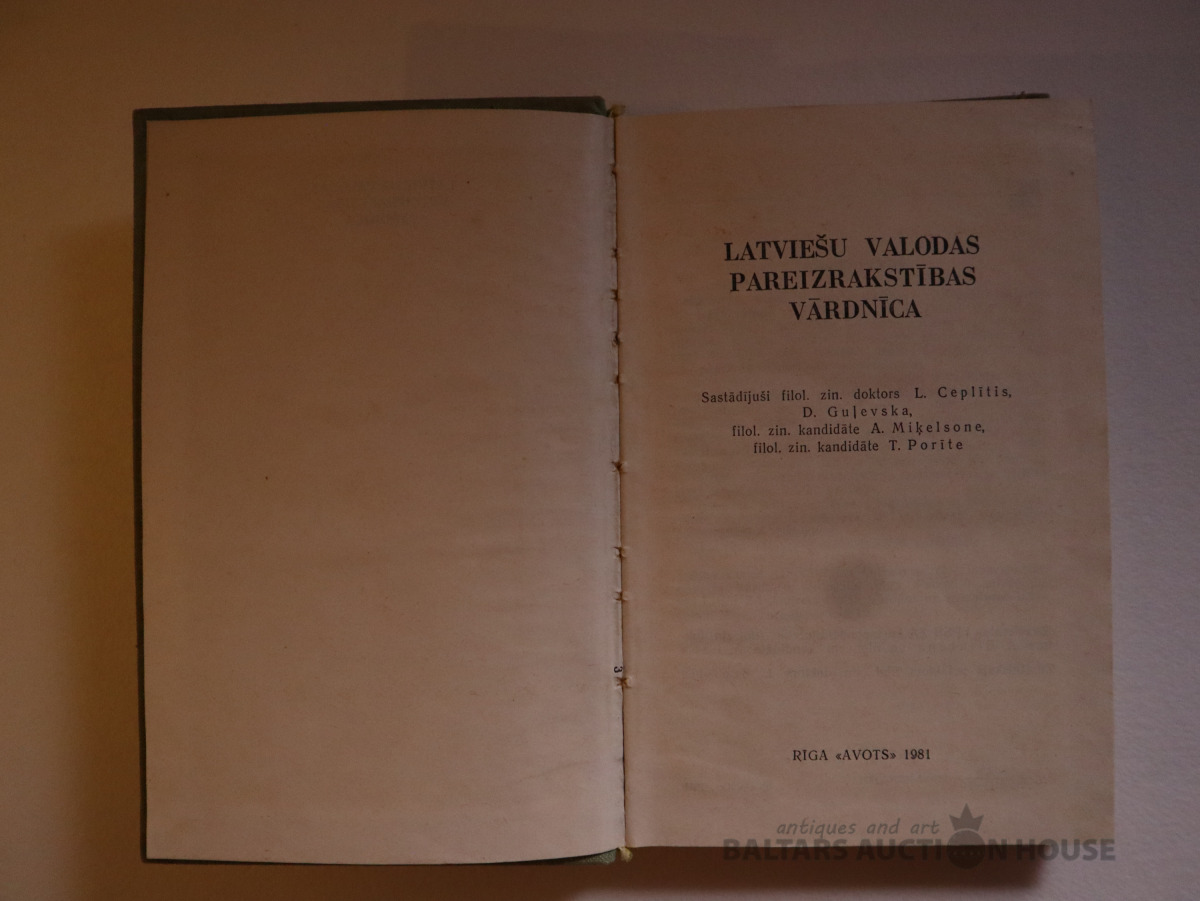 LATVIEŠU VALODAS
PAREIZRAKSTĪBAS
VĀRDNĪCA
Sastādījuši filol. zin. doktors L. Ceplītis,
D. Guļevska,
filol. zin. kandidāte A. Miķelsone,
filol. zin. kandidāte T. Porīte
3
RĪGA «AVOTS» 1981
antiques and art
BALTARS AUCTION HOUSE